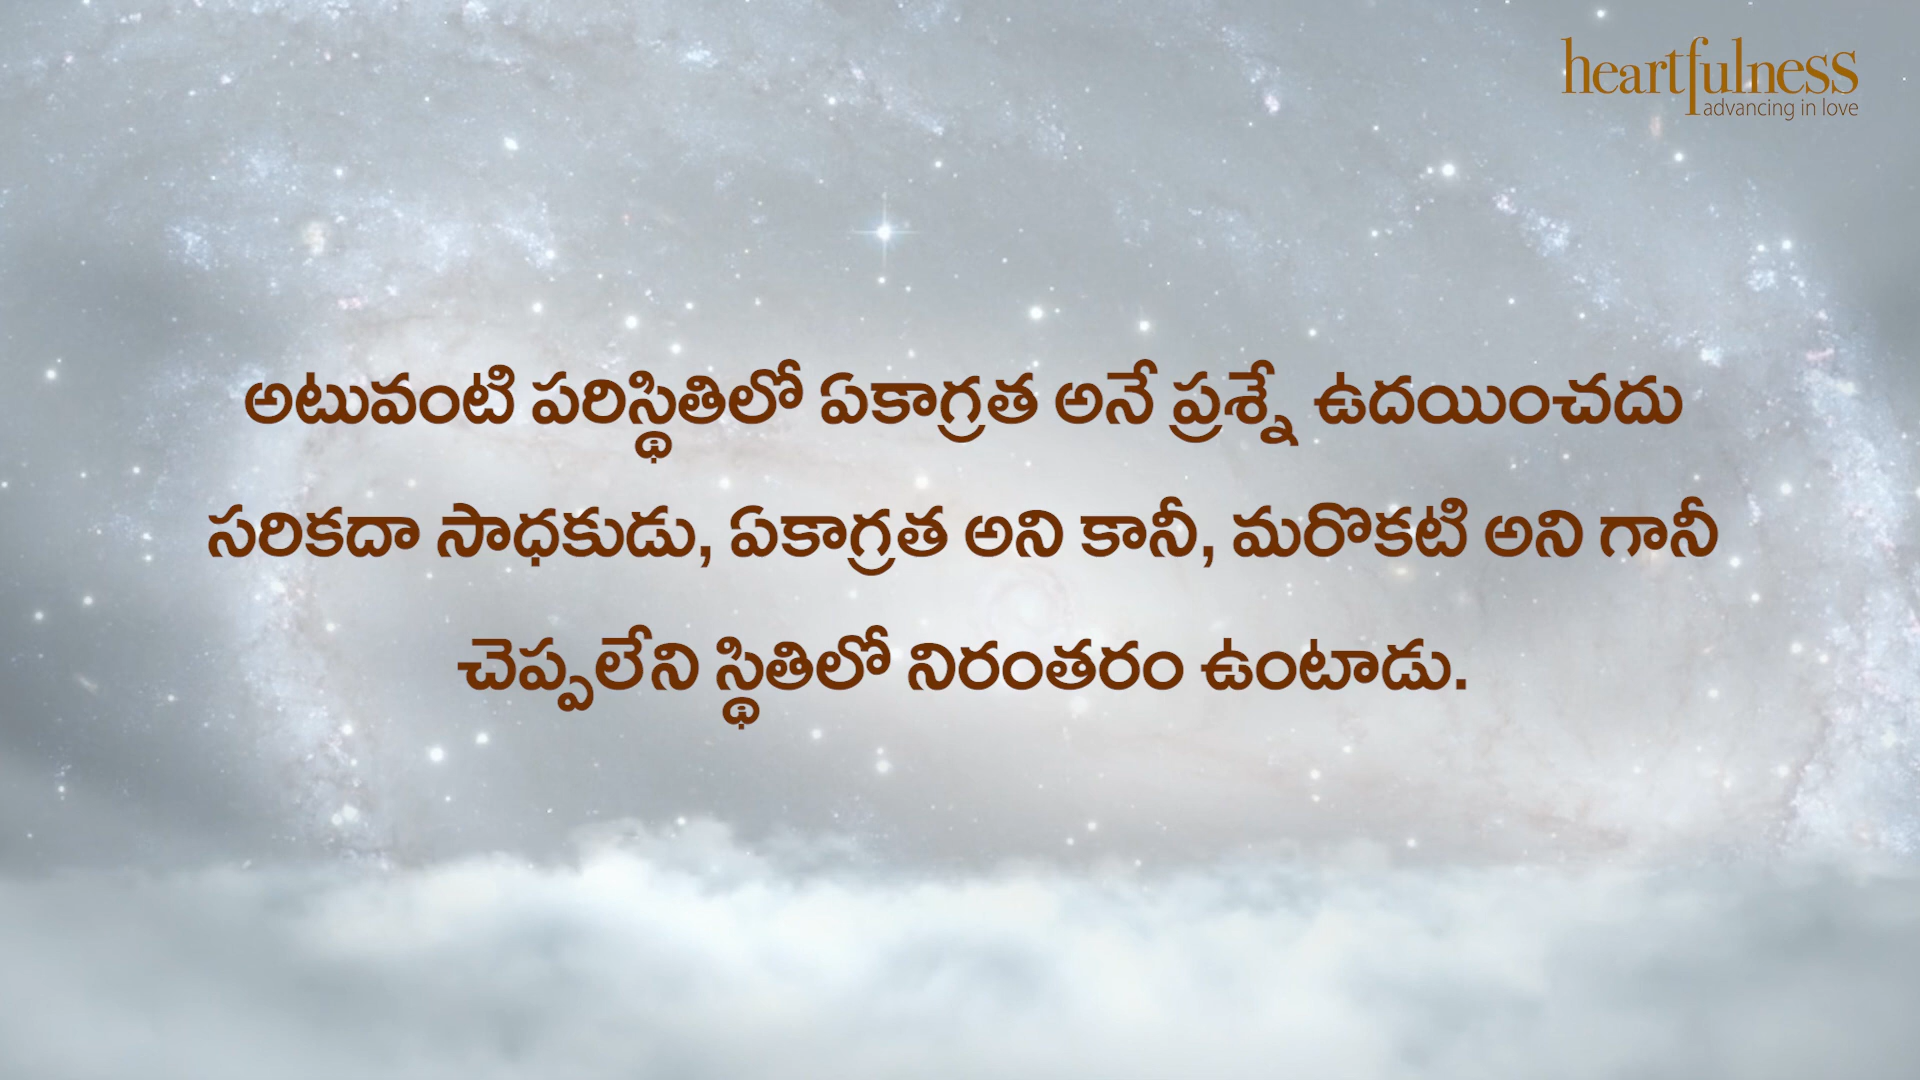 heartfulness
advancing in love
అటువంటి పరిస్థితిలో ఏకాగ్రత అనే ప్రశ్నే ఉదయించదు
సరికదా సాధకుడు, ఏకాగ్రత అని కానీ, మరొకటి అని గానీ
చెప్పలేని స్థితిలో నిరంతరం ఉంటాడు.